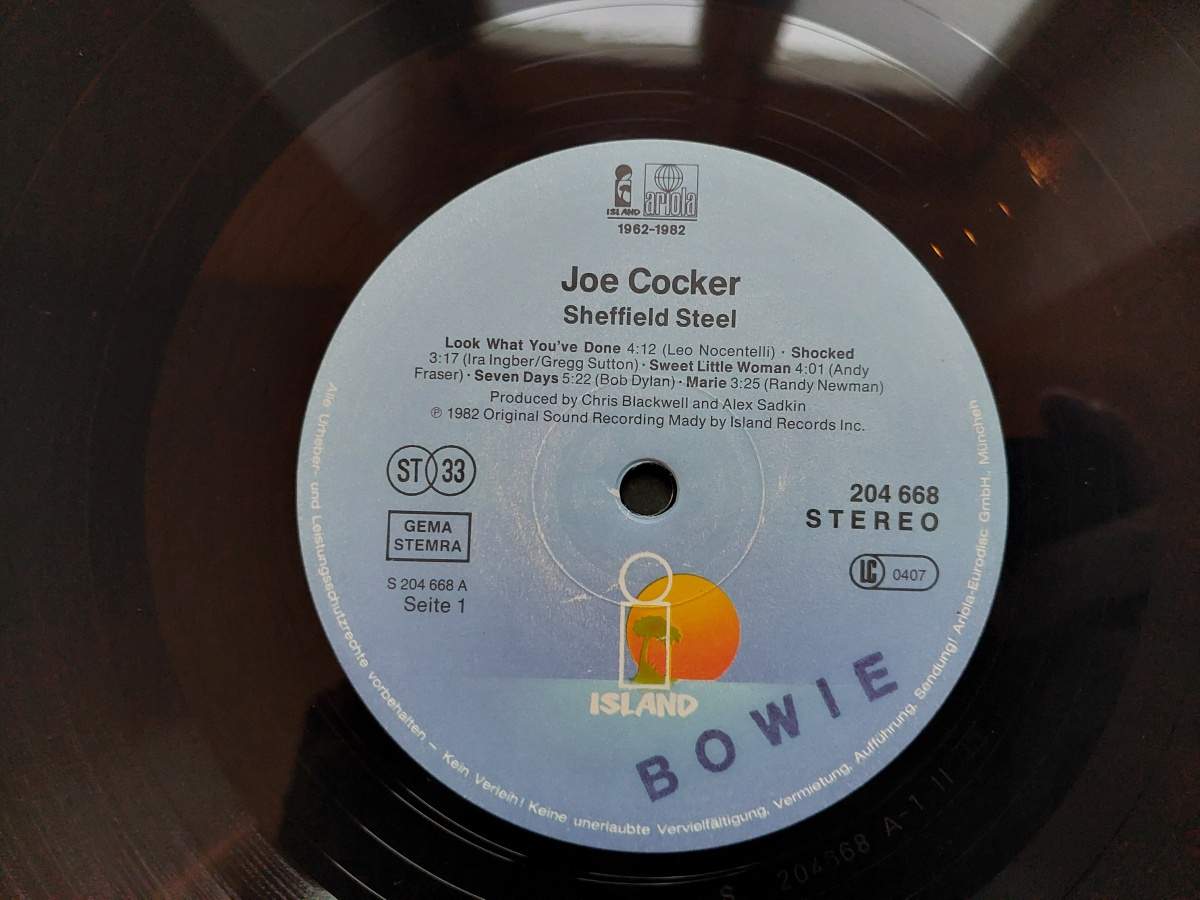 ISLAND
ariola
1962-1982
Joe Cocker
Sheffield Steel
Look What You've Done 4:12 (Leo Nocentelli) · Shocked
3:17 (Ira Ingber/Gregg Sutton) · Sweet Little Woman 4:01 (Andy
Fraser) · Seven Days 5:22 (Bob Dylan) · Marie 3:25 (Randy Newman)
Produced by Chris Blackwell and Alex Sadkin
℗ 1982 Original Sound Recording Mady by Island Records Inc.
ST 33
204 668
STEREO
GEMA
STEMRA
LC 0407
S 204 668 A
Seite 1
i
ISLAND
BOWIE
Alle Urheber- und Leistungsschutzrechte vorbehalten – Kein Verleih! Keine unerlaubte Vervielfältigung, Vermietung, Aufführung, Sendung! Ariola-Eurodisc GmbH., München
S 204668 A-1 II